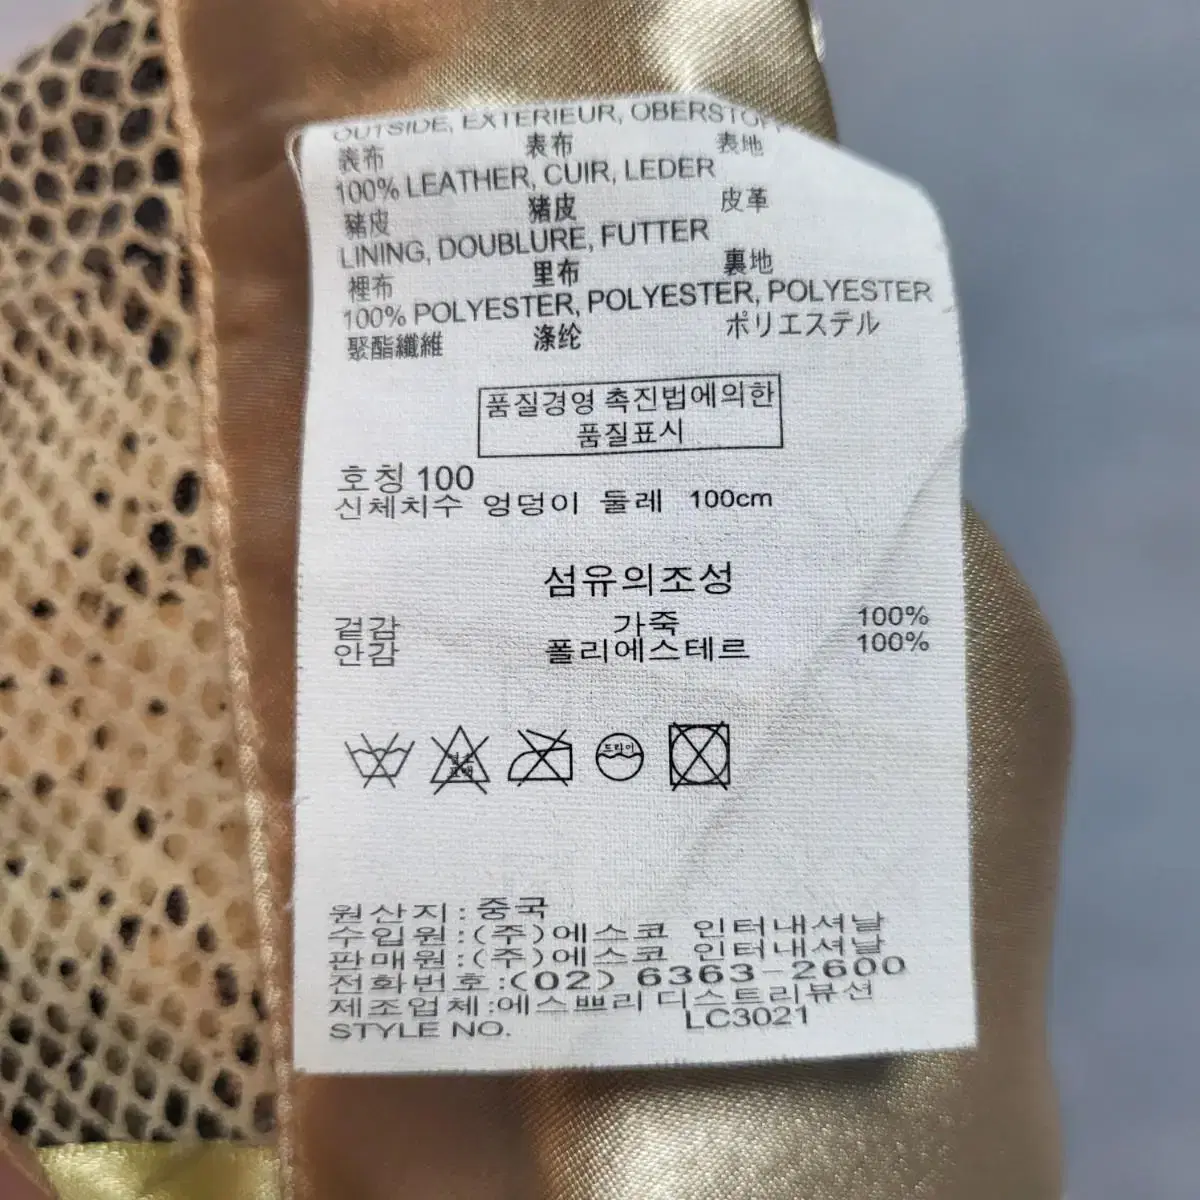 OUTSIDE, EXTERIEUR, OBERSTOFF
表布 表布 表地
100% LEATHER, CUIR, LEDER
豬皮 猪皮 皮革
LINING, DOUBLURE, FUTTER
裡布 里布 裏地
100% POLYESTER, POLYESTER, POLYESTER
聚酯纖維 涤纶 ポリエステル
품질경영 촉진법에의한
품질표시
호칭 100
신체치수 엉덩이 둘레 100cm
섬유의조성
겉감 가죽 100%
안감 폴리에스테르 100%
드라이
원산지: 중국
수입원:(주)에스코 인터내셔날
판매원:(주)에스코 인터내셔날
전화번호:(02) 6363-2600
제조업체:에스쁘리 디스트리뷰션
STYLE NO. LC3021